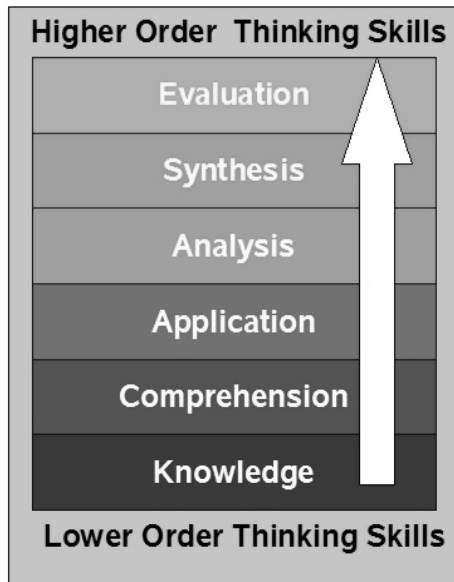 Higher Order Thinking Skills
Evaluation
Synthesis
Analysis
Application
Comprehension
Knowledge
Lower Order Thinking Skills